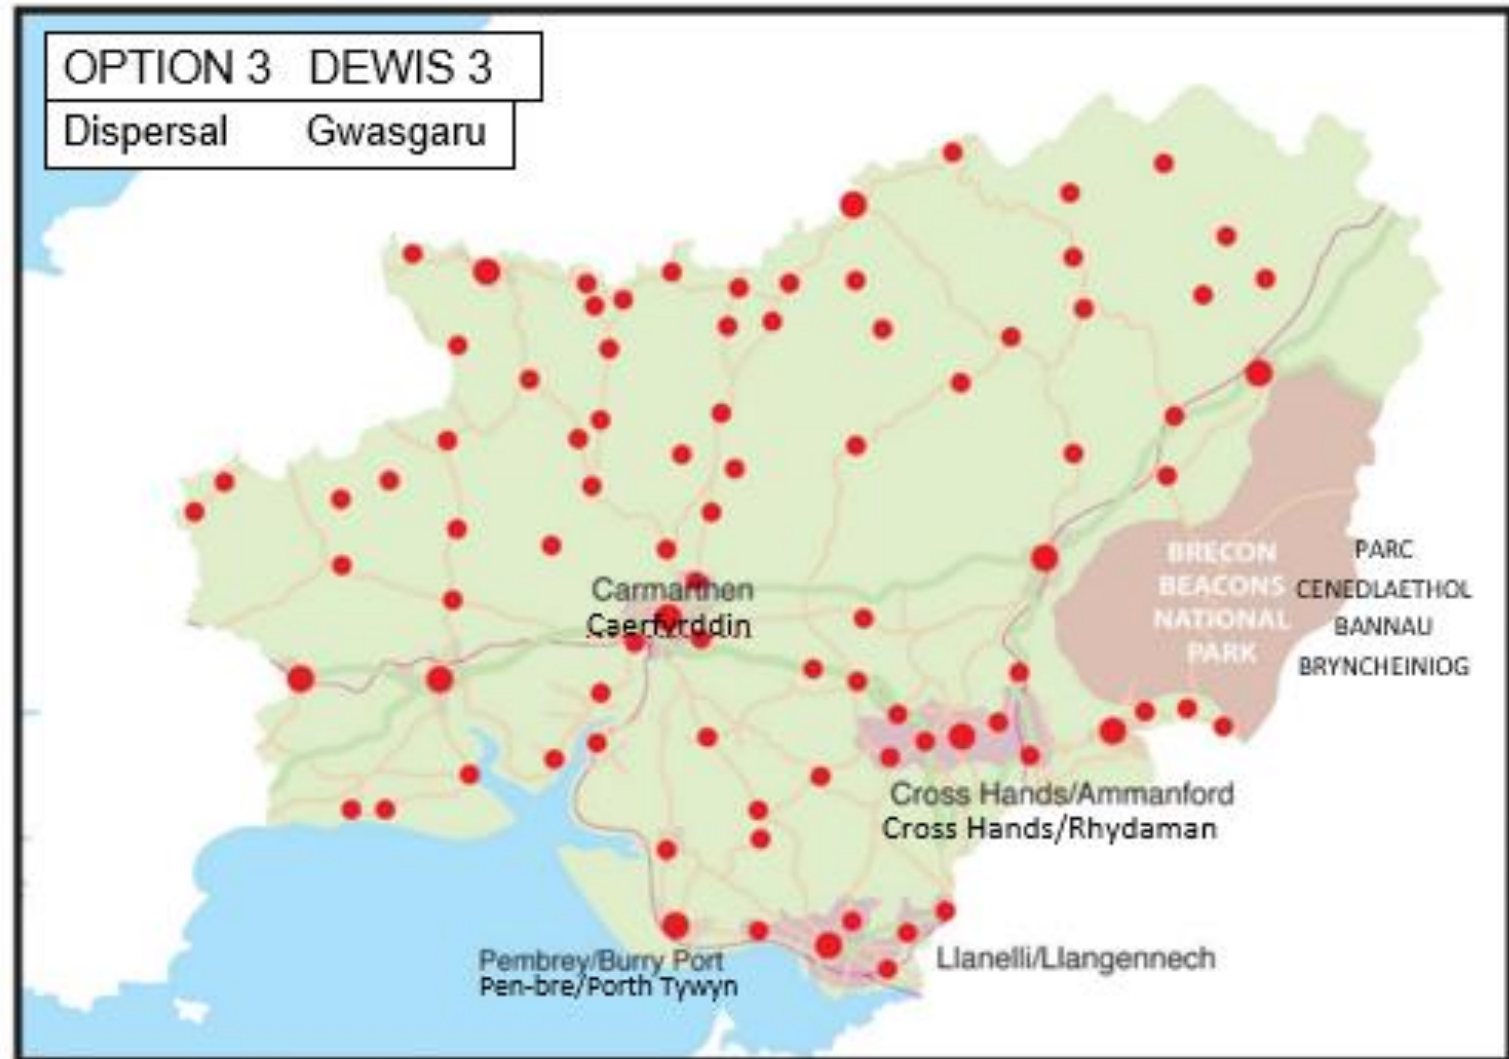 OPTION 3 DEWIS 3
Dispersal Gwasgaru
Carmarthen
Caerfyrddin
BRECON
BEACONS
NATIONAL
PARK
PARC
CENEDLAETHOL
BANNAU
BRYNCHEINIOG
Cross Hands/Ammanford
Cross Hands/Rhydaman
Pembrey/Burry Port
Pen-bre/Porth Tywyn
Llanelli/Llangennech